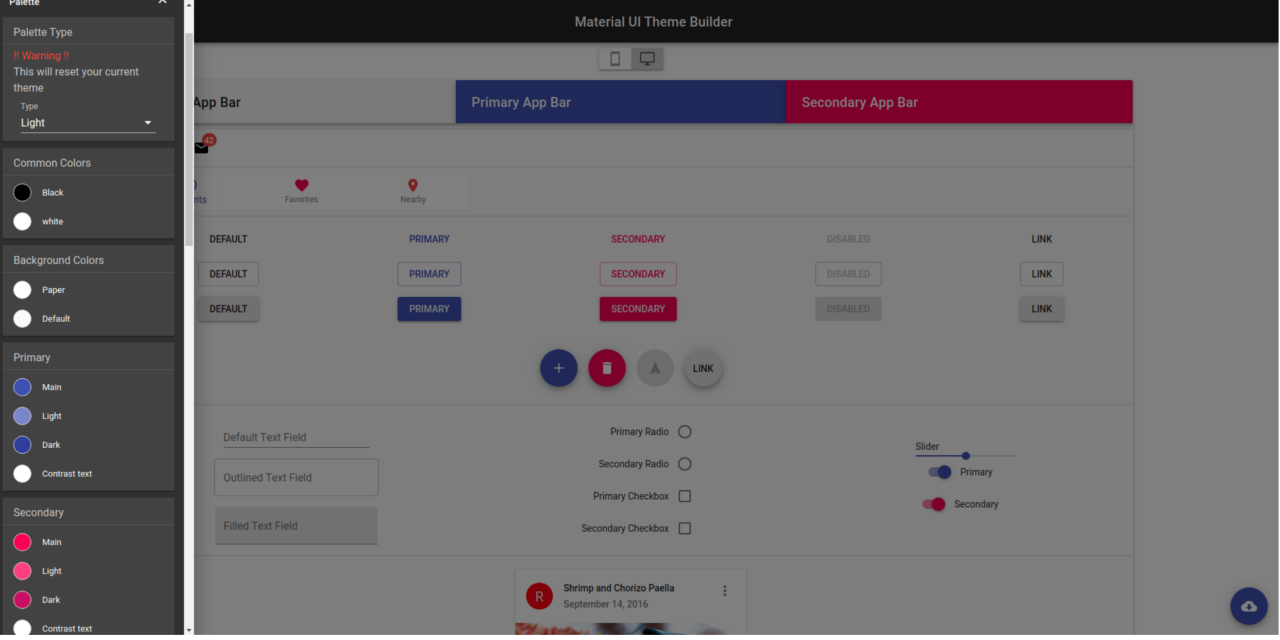 Palette
Palette Type
!! Warning !!
This will reset your current
theme
Type
Light
Common Colors
Black
white
Background Colors
Paper
Default
Primary
Main
Light
Dark
Contrast text
Secondary
Main
Light
Dark
Contrast text
Material UI Theme Builder
App Bar
Primary App Bar
Secondary App Bar
42
nts
Favorites
Nearby
DEFAULT PRIMARY SECONDARY DISABLED LINK
DEFAULT PRIMARY SECONDARY DISABLED LINK
DEFAULT PRIMARY SECONDARY DISABLED LINK
LINK
Default Text Field
Outlined Text Field
Filled Text Field
Primary Radio
Secondary Radio
Primary Checkbox
Secondary Checkbox
Slider
Primary
Secondary
R
Shrimp and Chorizo Paella
September 14, 2016